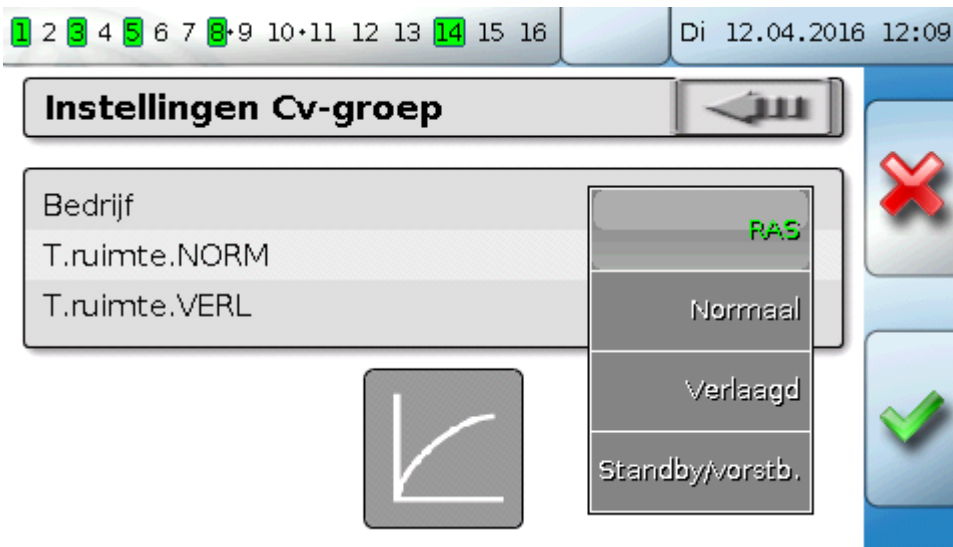 1 2 3 4 5 6 7 8•9 10•11 12 13 14 15 16 Di 12.04.2016 12:09
Instellingen Cv-groep
Bedrijf
T.ruimte.NORM
T.ruimte.VERL
RAS
Normaal
Verlaagd
Standby/vorstb.